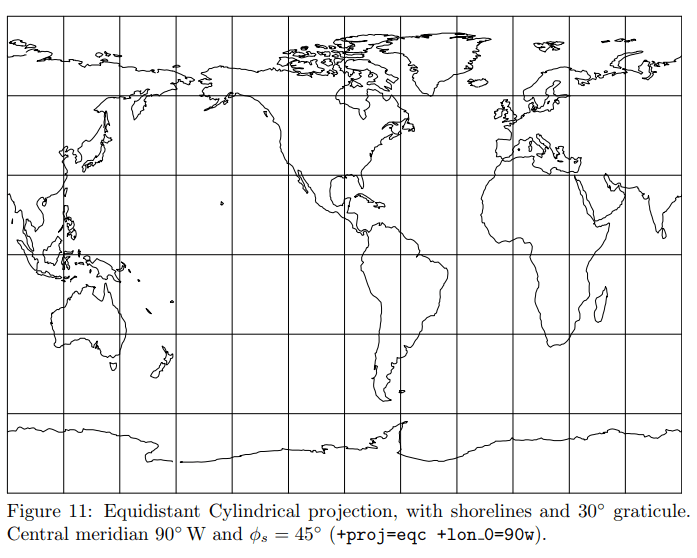 Figure 11: Equidistant Cylindrical projection, with shorelines and 30° graticule.
Central meridian 90° W and ϕₛ = 45° (+proj=eqc +lon_0=90w).